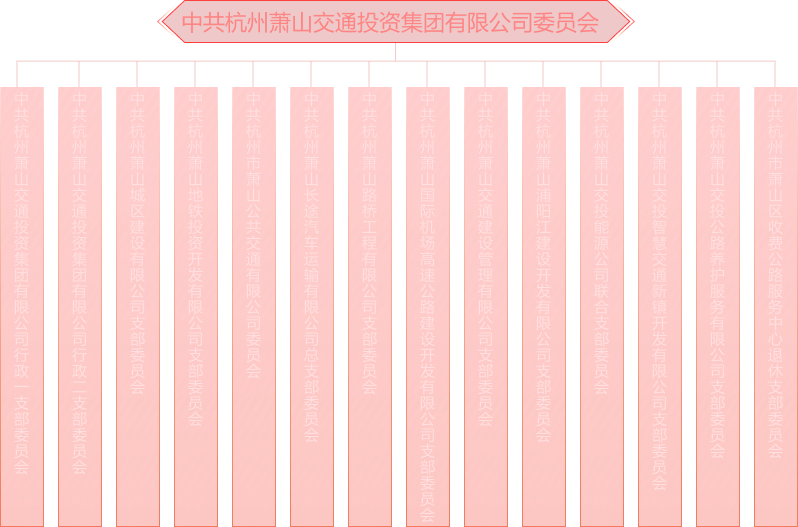 中共杭州萧山交通投资集团有限公司委员会
中共杭州萧山交通投资集团有限公司行政一支部委员会
中共杭州萧山交通投资集团有限公司行政二支部委员会
中共杭州萧山城区建设有限公司支部委员会
中共杭州萧山地铁投资开发有限公司支部委员会
中共杭州市萧山公共交通有限公司委员会
中共杭州萧山长途汽车运输有限公司总支部委员会
中共杭州萧山路桥工程有限公司支部委员会
中共杭州萧山国际机场高速公路建设开发有限公司支部委员会
中共杭州萧山交通建设管理有限公司支部委员会
中共杭州萧山浦阳江建设开发有限公司支部委员会
中共杭州萧山交投能源公司联合支部委员会
中共杭州萧山交投智慧交通新镇开发有限公司支部委员会
中共杭州萧山交投公路养护服务有限公司支部委员会
中共杭州市萧山区收费公路服务中心退休支部委员会